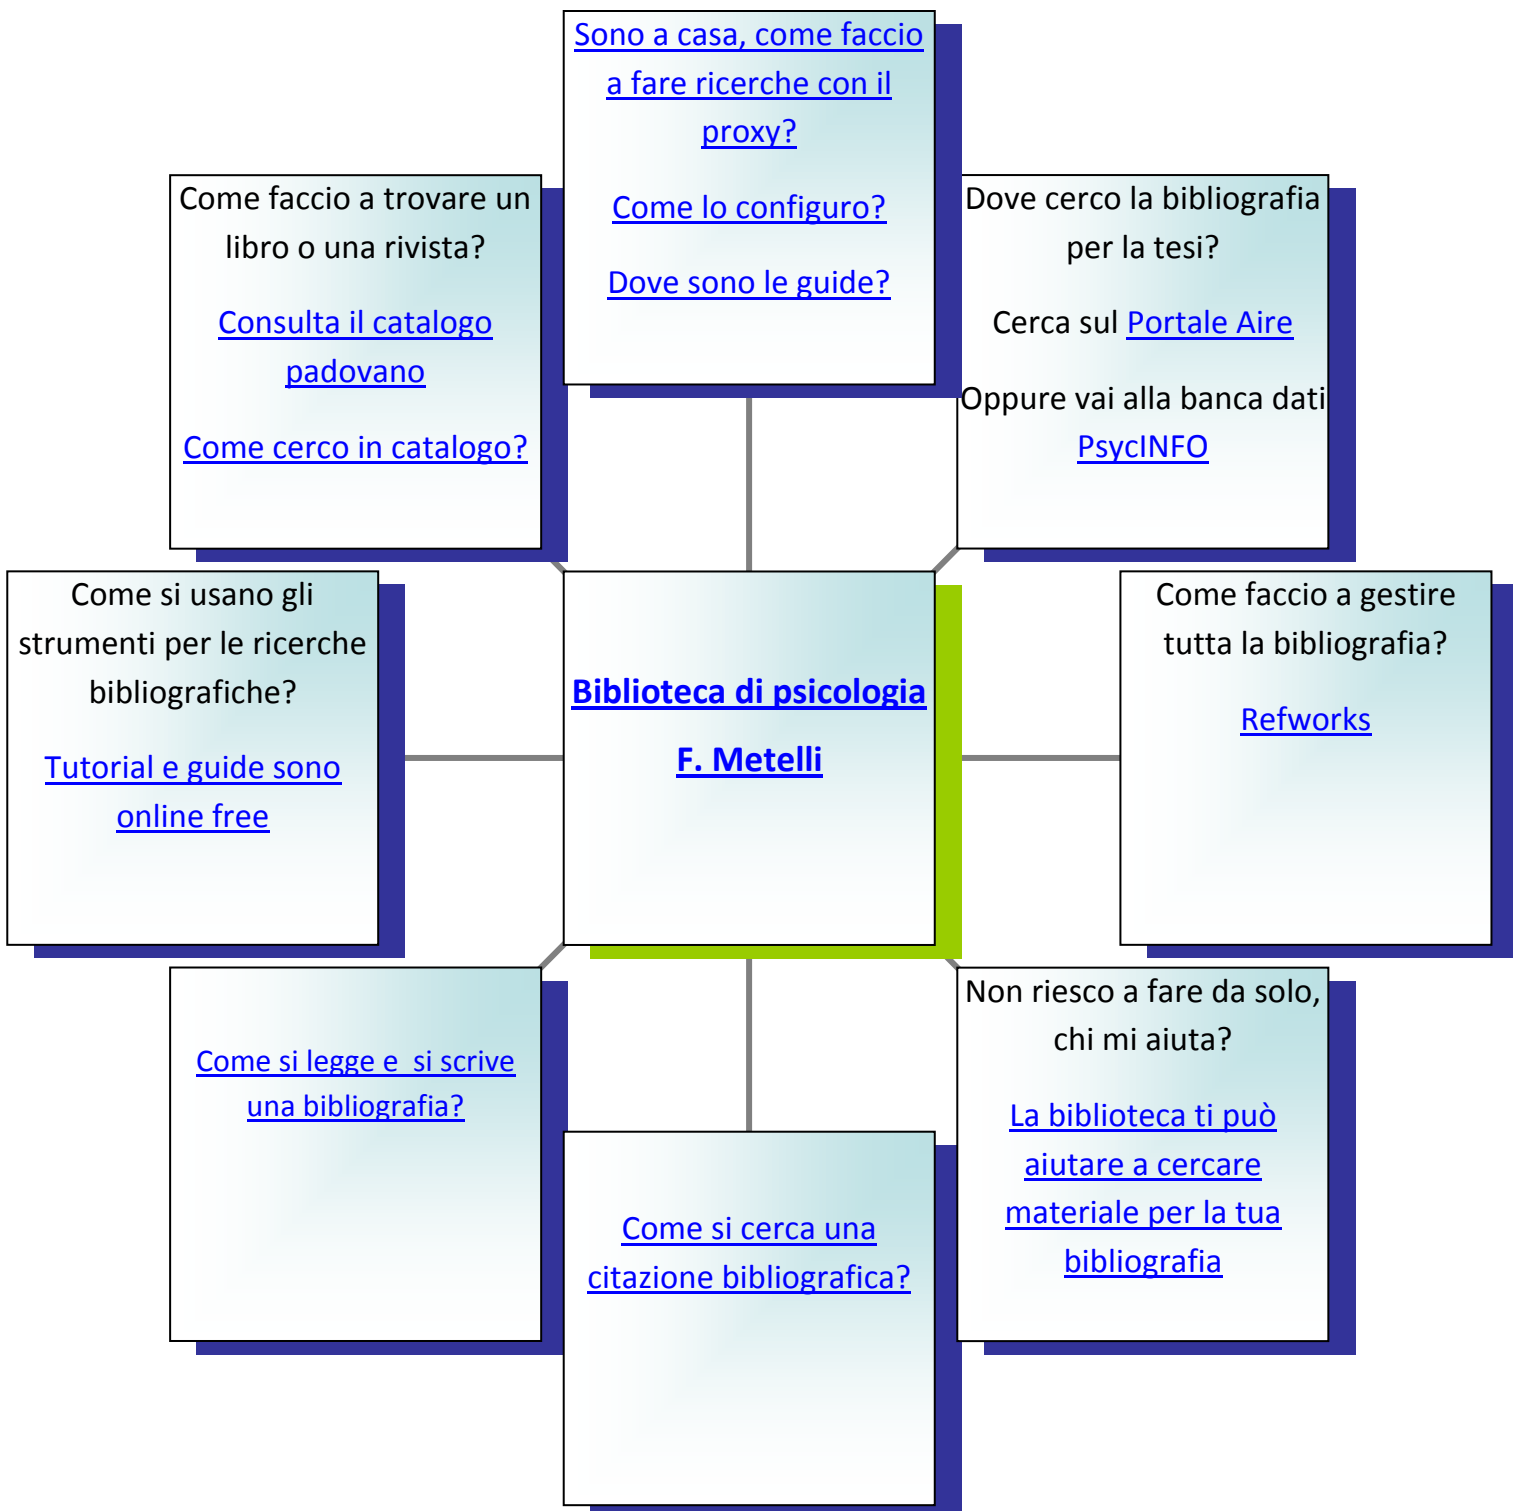 Sono a casa, come faccio
a fare ricerche con il
proxy?
Come lo configuro?
Dove sono le guide?
Come faccio a trovare un
libro o una rivista?
Consulta il catalogo
padovano
Come cerco in catalogo?
Dove cerco la bibliografia
per la tesi?
Cerca sul Portale Aire
Oppure vai alla banca dati
PsycINFO
Come si usano gli
strumenti per le ricerche
bibliografiche?
Tutorial e guide sono
online free
Biblioteca di psicologia
F. Metelli
Come faccio a gestire
tutta la bibliografia?
Refworks
Come si legge e  si scrive
una bibliografia?
Come si cerca una
citazione bibliografica?
Non riesco a fare da solo,
chi mi aiuta?
La biblioteca ti può
aiutare a cercare
materiale per la tua
bibliografia